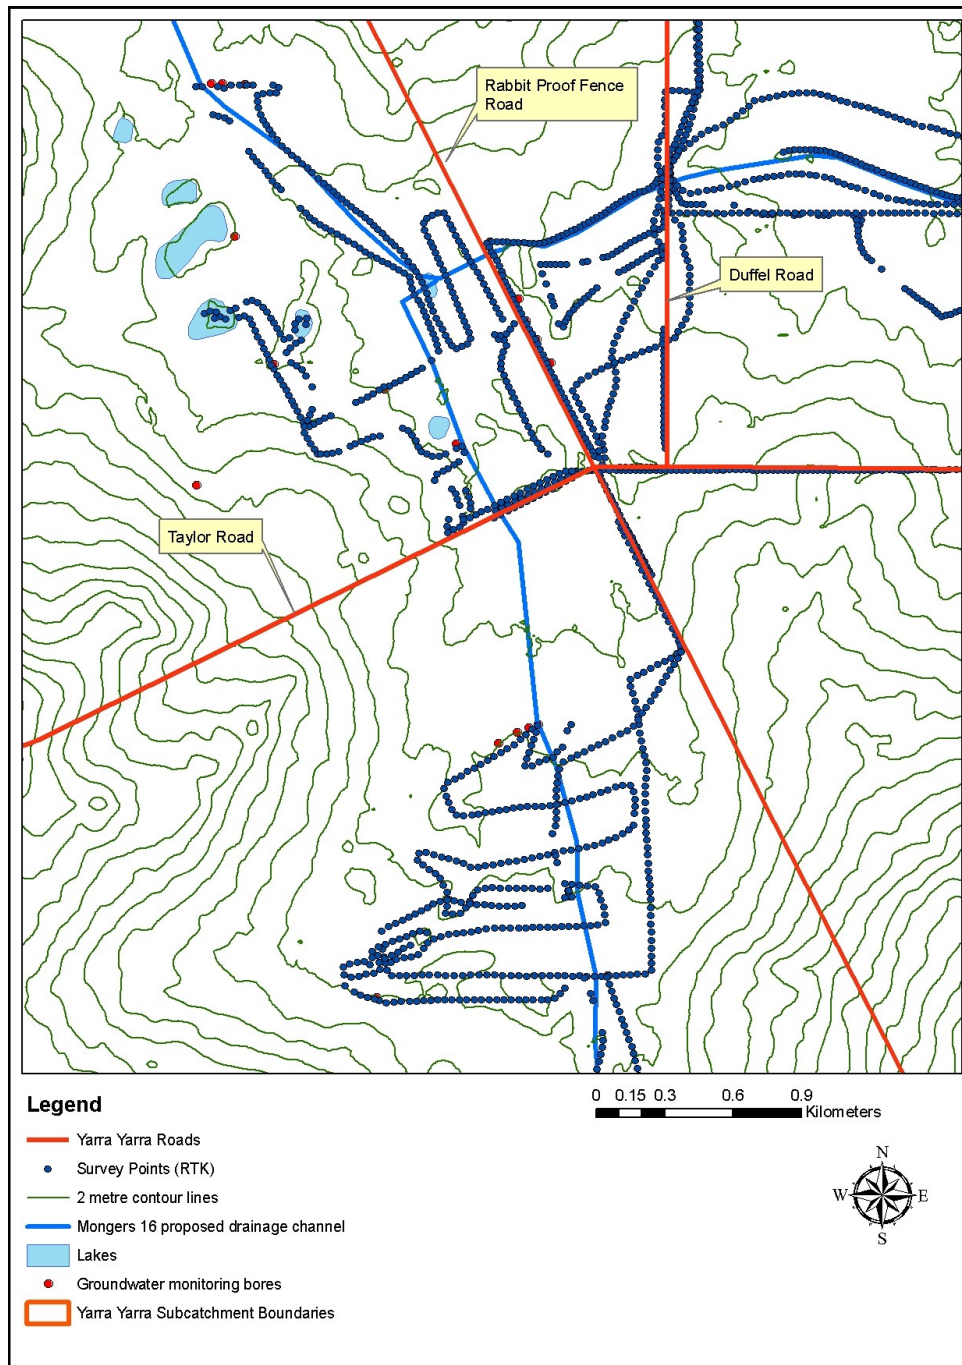 Rabbit Proof Fence
Road
Duffel Road
Taylor Road
Legend
Yarra Yarra Roads
Survey Points (RTK)
2 metre contour lines
Mongers 16 proposed drainage channel
Lakes
Groundwater monitoring bores
Yarra Yarra Subcatchment Boundaries
0 0.15 0.3 0.6 0.9
Kilometers
N
W E
S